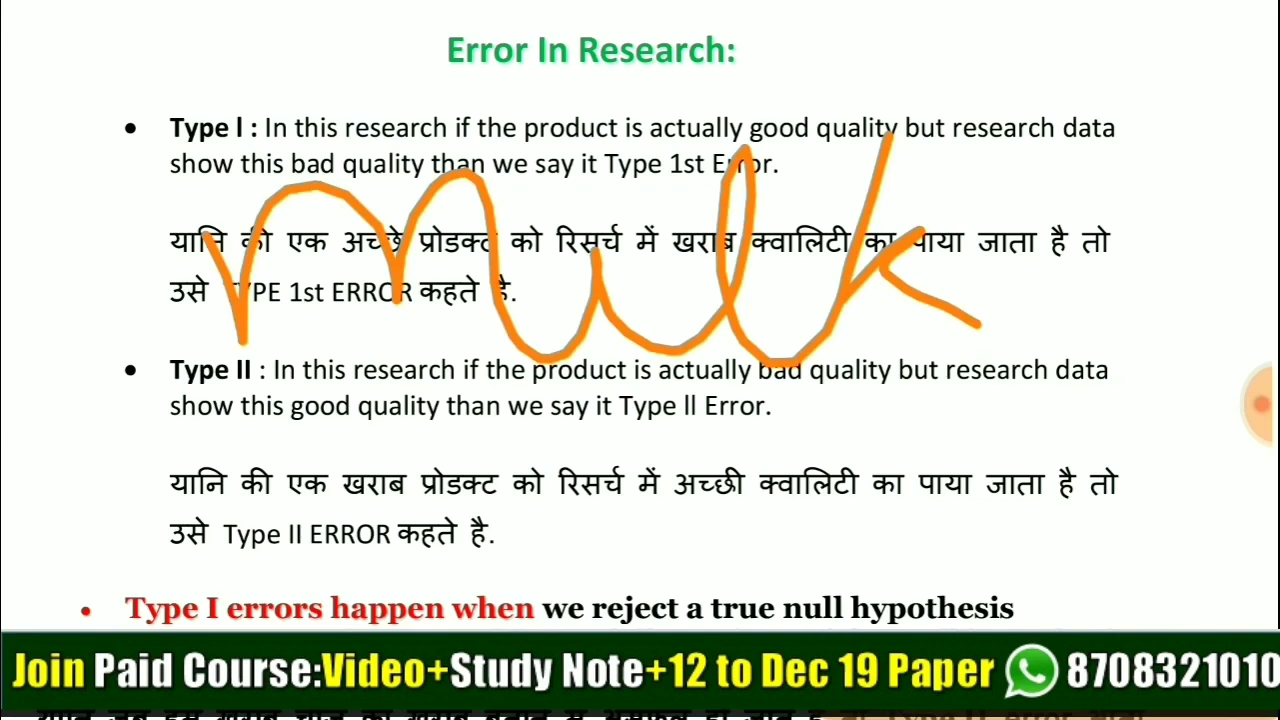 Error In Research:
• Type l : In this research if the product is actually good quality but research data
show this bad quality than we say it Type 1st Error.
यानि की एक अच्छे प्रोडक्ट को रिसर्च में खराब क्वालिटी का पाया जाता है तो
उसे TYPE 1st ERROR कहते है.
milk
• Type II : In this research if the product is actually bad quality but research data
show this good quality than we say it Type ll Error.
यानि की एक खराब प्रोडक्ट को रिसर्च में अच्छी क्वालिटी का पाया जाता है तो
उसे Type II ERROR कहते है.
• Type I errors happen when we reject a true null hypothesis
Join Paid Course:Video+Study Note+12 to Dec 19 Paper 8708321010